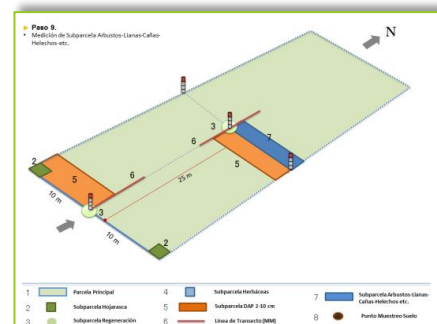 Paso 9.
• Medición de Subparcela Arbustos-Lianas-Cañas-
Helechos-etc.
N
3
7
6
5
2
5
6
25 m
10 m
3
10 m
2
1 Parcela Principal
2 Subparcela Hojarasca
3 Subparcela Regeneración
4 Subparcela Herbáceas
5 Subparcela DAP 2-10 cm
6 Línea de Transecto (MM)
7 Subparcela Arbustos-Lianas-
Cañas-Helechos-etc.
8 Punto Muestreo Suelo